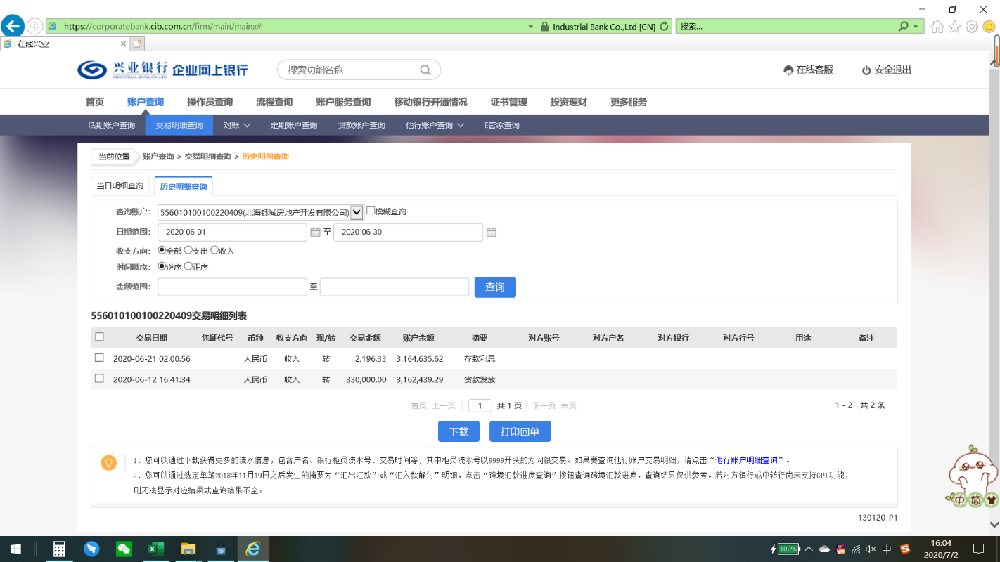 https://corporatebank.cib.com.cn/firm/main/mainx#
Industrial Bank Co.,Ltd [CN]
搜索...
在线兴业
兴业银行 企业网上银行
INDUSTRIAL BANK CO.,LTD.
搜索功能名称
在线客服
安全退出
首页 账户查询 操作员查询 流程查询 账户服务查询 移动银行开通情况 证书管理 投资理财 更多服务
活期账户查询 交易明细查询 对账 定期账户查询 贷款账户查询 他行账户查询 E管家查询
当前位置 账户查询 > 交易明细查询 > 历史明细查询
当日明细查询 历史明细查询
查询账户: 556010100100220409(北海钰城房地产开发有限公司) 模糊查询
日期范围: 2020-06-01 至 2020-06-30
收支方向: 全部 支出 收入
时间顺序: 逆序 正序
金额范围: 至 查询
556010100100220409交易明细列表
交易日期 凭证代号 币种 收支方向 现/转 交易金额 账户余额 摘要 对方账号 对方户名 对方银行 对方行号 用途 备注
2020-06-21 02:00:56 人民币 收入 转 2,196.33 3,164,635.62 存款利息
2020-06-12 16:41:34 人民币 收入 转 330,000.00 3,162,439.29 贷款发放
首页 上一页 1 共 1 页 下一页 末页
1 - 2 共 2 条
下载 打印回单
1、您可以通过下载获得更多的流水信息，包含户名、银行柜员流水号、交易时间等，其中柜员流水号以9999开头的为网银交易。如果要查询他行账户交易明细，请点击“他行账户明细查询”。
2、您可以通过选定单笔2018年11月19日之后发生的摘要为“汇出汇款”或“汇入款解付”明细，点击“跨境汇款进度查询”按钮查询跨境汇款进度，查询结果仅供参考。若对方银行或中转行尚未支持GPI功能，
则无法显示对应结果或查询结果不全。
中 简
130120-P1
100%
中
16:04
2020/7/2